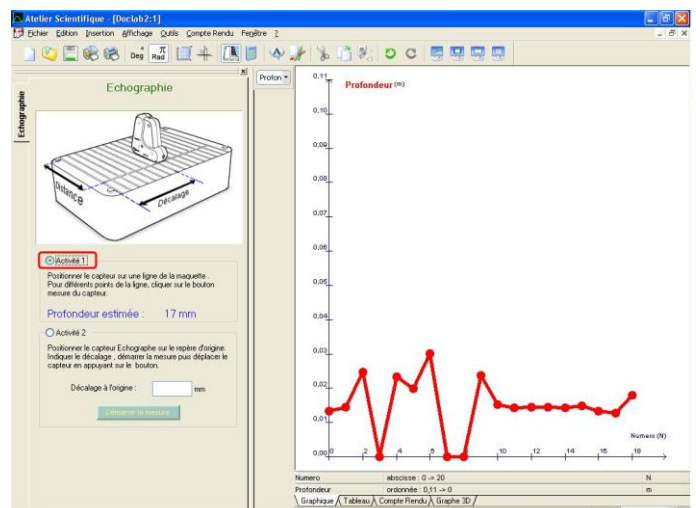 Atelier Scientifique - [Doclab2:1]
Fichier Edition Insertion Affichage Outils Compte Rendu Fenêtre ?
Deg π Rad
Echographie
Echographie
Distance
Décalage
Activité 1
Positionner le capteur sur une ligne de la maquette .
Pour différents points de la ligne, cliquer sur le bouton
mesure du capteur.
Profondeur estimée : 17 mm
Activité 2
Positionner le capteur Echographe sur le repère d'origine.
Indiquer le décalage , démarrer la mesure puis déplacer le
capteur en appuyant sur le bouton.
Décalage à l'origine : mm
Démarrer la mesure
Profon
Profondeur (m)
0,11
0,10
0,09
0,08
0,07
0,06
0,05
0,04
0,03
0,02
0,01
0,00
0 2 4 6 8 10 12 14 16 18
Numero (N)
Numero abscisse : 0 -> 20 N
Profondeur ordonnée : 0,11 -> 0 m
Graphique Tableau Compte Rendu Graphe 3D